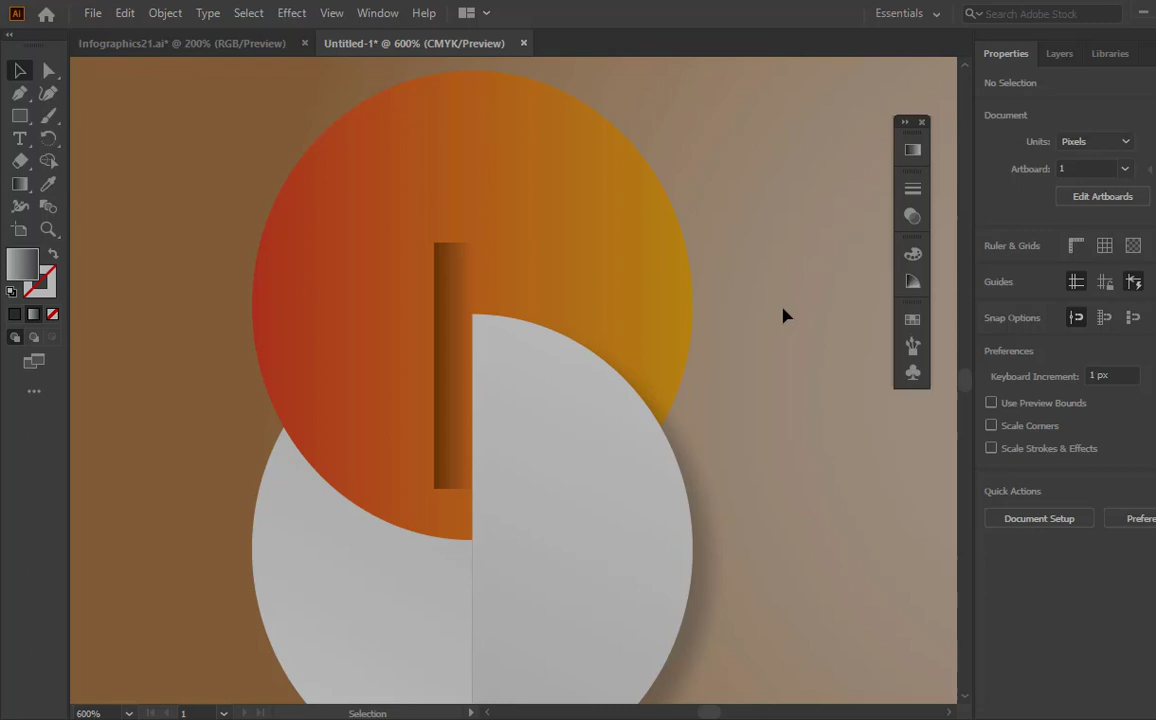 Ai File Edit Object Type Select Effect View Window Help Essentials Search Adobe Stock
Infographics21.ai* @ 200% (RGB/Preview) × Untitled-1* @ 600% (CMYK/Preview) ×
Properties Layers Libraries
No Selection
Document
Units: Pixels
Artboard: 1
Edit Artboards
Ruler & Grids
Guides
Snap Options
Preferences
Keyboard Increment: 1 px
Use Preview Bounds
Scale Corners
Scale Strokes & Effects
Quick Actions
Document Setup Prefere
600% 1 Selection